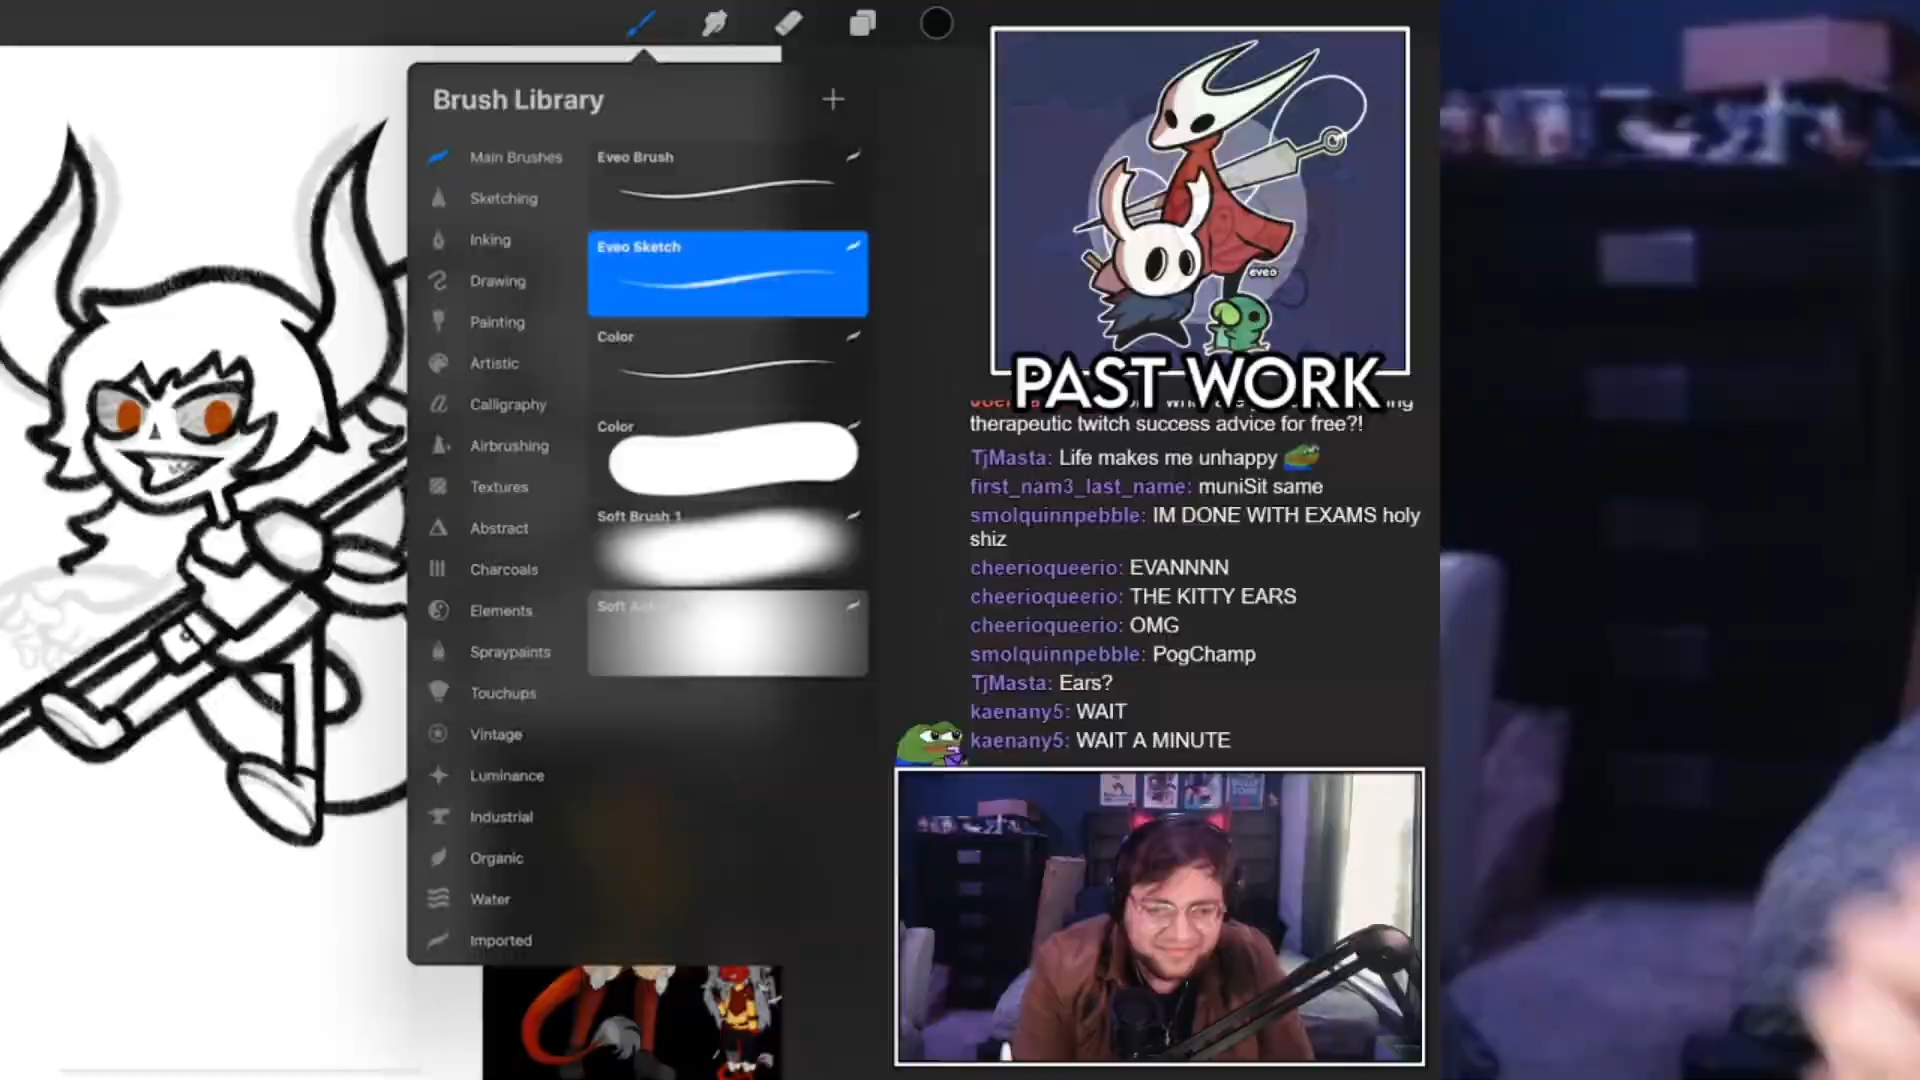 Brush Library
Main Brushes
Sketching
Inking
Drawing
Painting
Artistic
Calligraphy
Airbrushing
Textures
Abstract
Charcoals
Elements
Spraypaints
Touchups
Vintage
Luminance
Industrial
Organic
Water
Imported
Eveo Brush
Eveo Sketch
Color
Color
Soft Brush 1
Soft
eveo
PAST WORK
therapeutic twitch success advice for free?!
TjMasta: Life makes me unhappy
first_nam3_last_name: muniSit same
smolquinnpebble: IM DONE WITH EXAMS holy
shiz
cheerioqueerio: EVANNNN
cheerioqueerio: THE KITTY EARS
cheerioqueerio: OMG
smolquinnpebble: PogChamp
TjMasta: Ears?
kaenany5: WAIT
kaenany5: WAIT A MINUTE